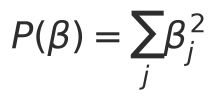 P(β) = ∑_j β_j^2